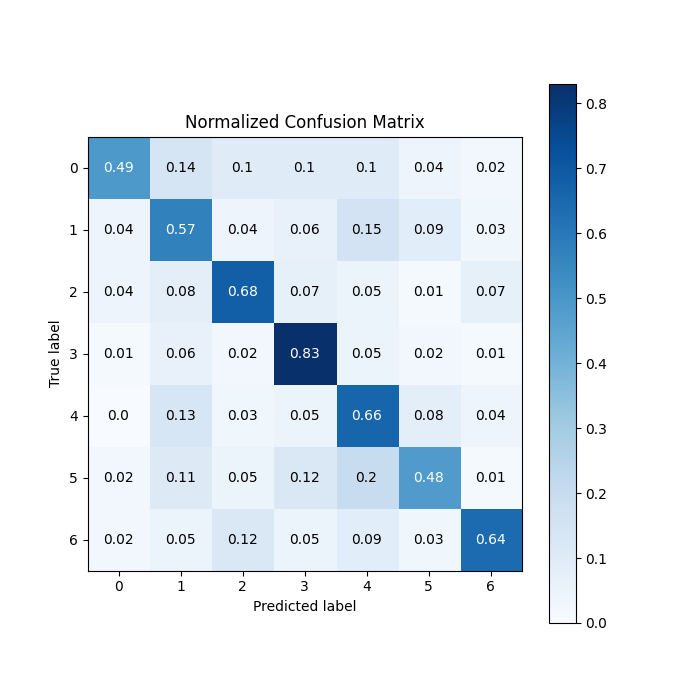 Normalized Confusion Matrix
0 0.49 0.14 0.1 0.1 0.1 0.04 0.02
1 0.04 0.57 0.04 0.06 0.15 0.09 0.03
2 0.04 0.08 0.68 0.07 0.05 0.01 0.07
3 0.01 0.06 0.02 0.83 0.05 0.02 0.01
4 0.0 0.13 0.03 0.05 0.66 0.08 0.04
5 0.02 0.11 0.05 0.12 0.2 0.48 0.01
6 0.02 0.05 0.12 0.05 0.09 0.03 0.64
0 1 2 3 4 5 6
Predicted label
True label
0.8
0.7
0.6
0.5
0.4
0.3
0.2
0.1
0.0